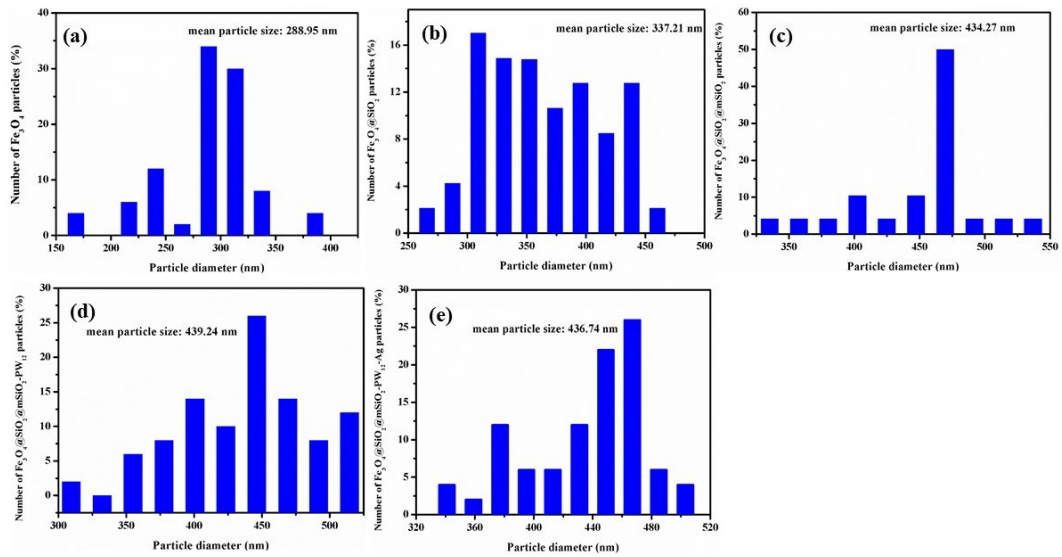 (a)
mean particle size: 288.95 nm
Number of Fe₃O₄ particles (%)
40
30
20
10
0
150 200 250 300 350 400
Particle diameter (nm)
(b)
mean particle size: 337.21 nm
Number of Fe₃O₄@SiO₂ particles (%)
16
12
8
4
0
250 300 350 400 450 500
Particle diameter (nm)
(c)
mean particle size: 434.27 nm
Number of Fe₃O₄@SiO₂@mSiO₂ particles (%)
60
50
40
30
20
10
0
350 400 450 500 550
Particle diameter (nm)
(d)
mean particle size: 439.24 nm
Number of Fe₃O₄@SiO₂@mSiO₂-PW₁₂ particles (%)
30
25
20
15
10
5
0
300 350 400 450 500
Particle diameter (nm)
(e)
mean particle size: 436.74 nm
Number of Fe₃O₄@SiO₂@mSiO₂-PW₁₂-Ag particles (%)
30
25
20
15
10
5
0
320 360 400 440 480 520
Particle diameter (nm)